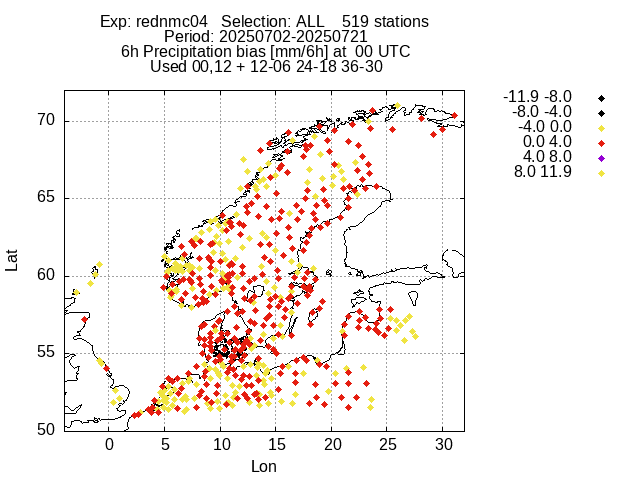 Exp: rednmc04   Selection: ALL    519 stations
Period: 20250702-20250721
6h Precipitation bias [mm/6h] at  00 UTC
Used 00,12 + 12-06 24-18 36-30
-11.9 -8.0
-8.0 -4.0
-4.0 0.0
0.0 4.0
4.0 8.0
8.0 11.9
70
65
60
55
50
Lat
0 5 10 15 20 25 30
Lon